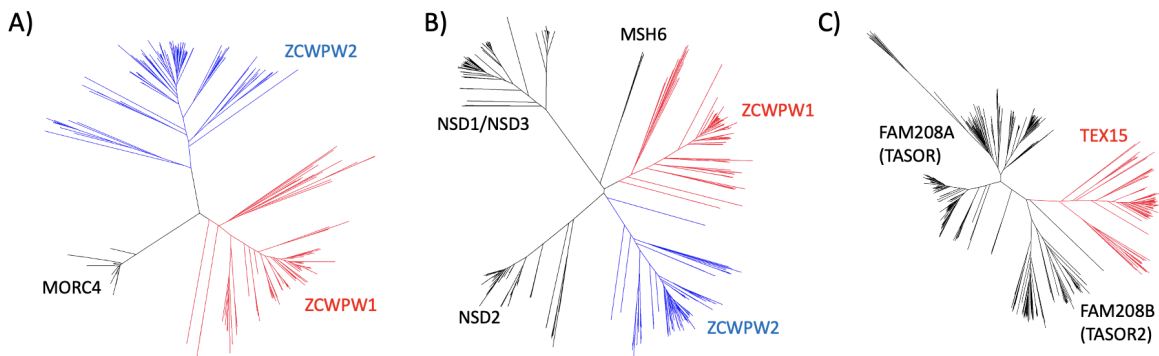 A)
ZCWPW2
MORC4
ZCWPW1
B)
MSH6
ZCWPW1
NSD1/NSD3
NSD2
ZCWPW2
C)
FAM208A
(TASOR)
TEX15
FAM208B
(TASOR2)